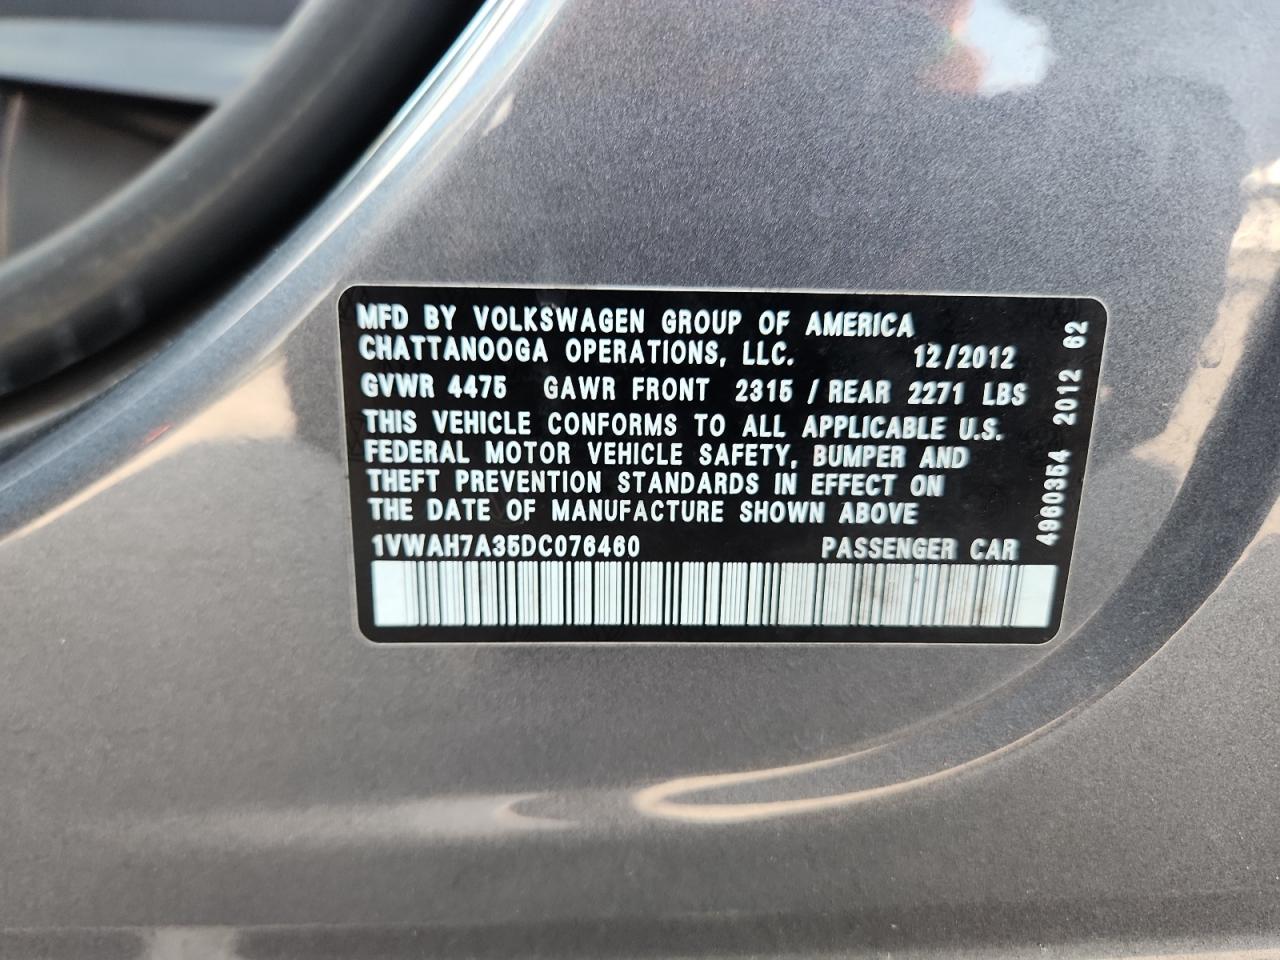 MFD BY VOLKSWAGEN GROUP OF AMERICA
CHATTANOOGA OPERATIONS, LLC. 12/2012
GVWR 4475 GAWR FRONT 2315 / REAR 2271 LBS
THIS VEHICLE CONFORMS TO ALL APPLICABLE U.S.
FEDERAL MOTOR VEHICLE SAFETY, BUMPER AND
THEFT PREVENTION STANDARDS IN EFFECT ON
THE DATE OF MANUFACTURE SHOWN ABOVE
1VWAH7A35DC076460 PASSENGER CAR
4960354 2012 62